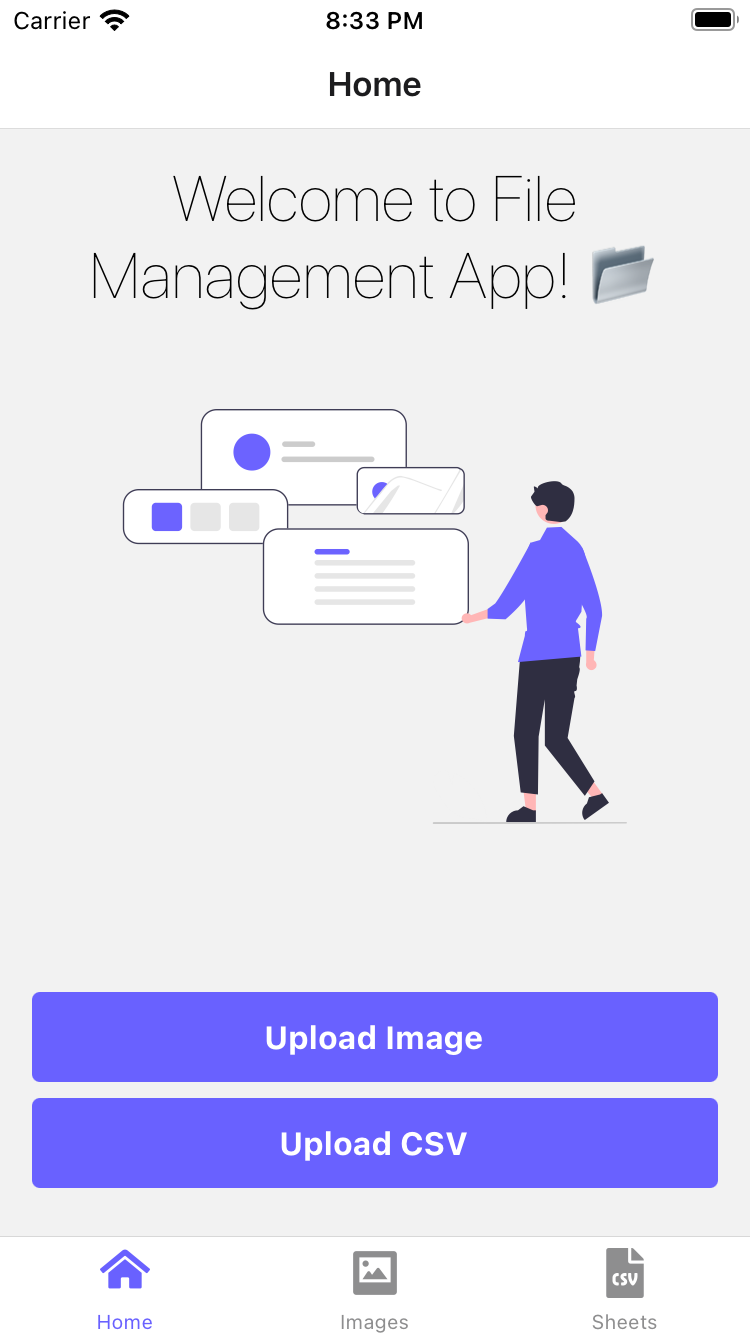 Carrier 8:33 PM
Home
Welcome to File
Management App! 📂
Upload Image
Upload CSV
CSV
Home Images Sheets